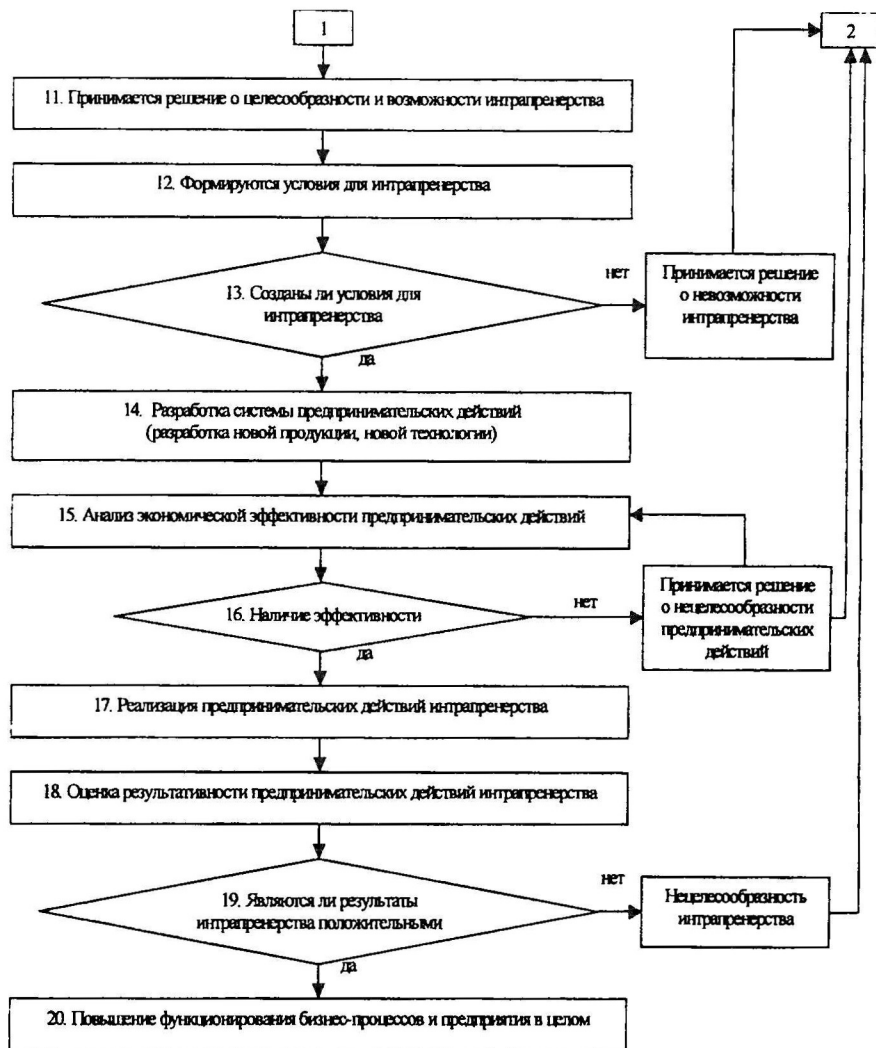 1
2
11. Принимается решение о целесообразности и возможности интрапренерства
12. Формируются условия для интрапренерства
13. Созданы ли условия для
интрапренерства
нет
Принимается решение
о невозможности
интрапренерства
да
14. Разработка системы предпринимательских действий
(разработка новой продукции, новой технологии)
15. Анализ экономической эффективности предпринимательских действий
16. Наличие эффективности
нет
Принимается решение
о нецелесообразности
предпринимательских
действий
да
17. Реализация предпринимательских действий интрапренерства
18. Оценка результативности предпринимательских действий интрапренерства
19. Являются ли результаты
интрапренерства положительными
нет
Нецелесообразность
интрапренерства
да
20. Повышение функционирования бизнес-процессов и предприятия в целом